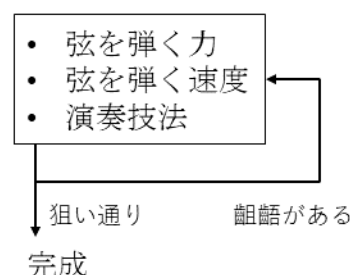 • 弦を弾く力
• 弦を弾く速度
• 演奏技法
狙い通り
齟齬がある
完成